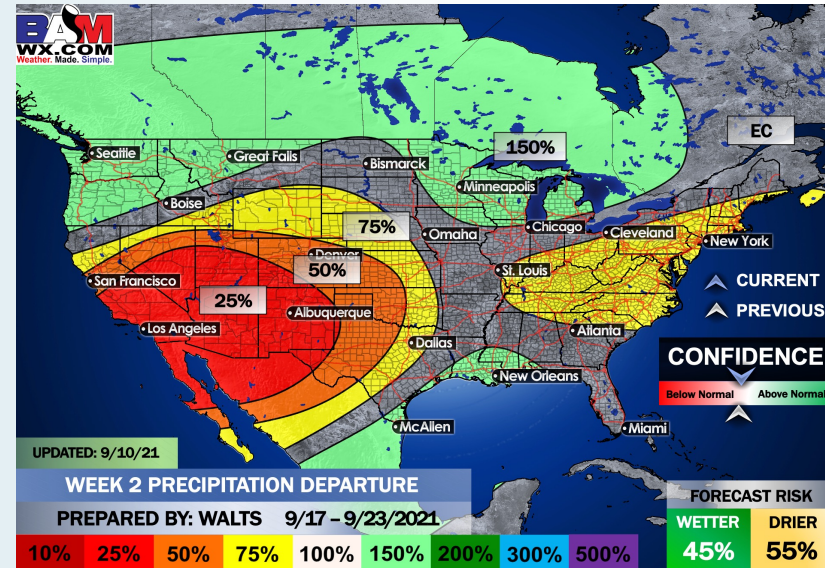 BAM
WX.COM
Weather. Made. Simple.
150%
EC
Seattle
Great Falls
Bismarck
Minneapolis
Boise
75%
Omaha
Chicago
Cleveland
New York
Denver
50%
St. Louis
San Francisco
25%
Albuquerque
Los Angeles
Atlanta
Dallas
New Orleans
McAllen
Miami
CURRENT
PREVIOUS
CONFIDENCE
Below Normal Above Normal
UPDATED: 9/10/21
WEEK 2 PRECIPITATION DEPARTURE
PREPARED BY: WALTS 9/17 – 9/23/2021
10% 25% 50% 75% 100% 150% 200% 300% 500%
FORECAST RISK
WETTER DRIER
45% 55%